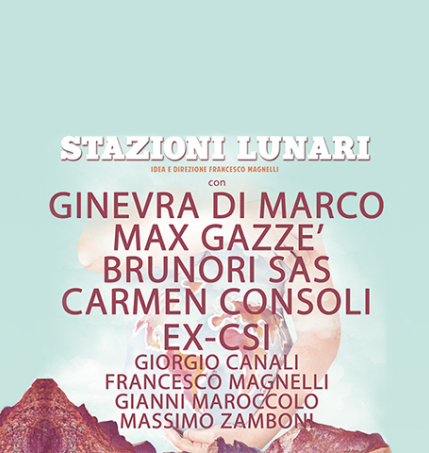 STAZIONI LUNARI
IDEA E DIREZIONE FRANCESCO MAGNELLI
con
GINEVRA DI MARCO
MAX GAZZE'
BRUNORI SAS
CARMEN CONSOLI
EX-CSI
GIORGIO CANALI
FRANCESCO MAGNELLI
GIANNI MAROCCOLO
MASSIMO ZAMBONI